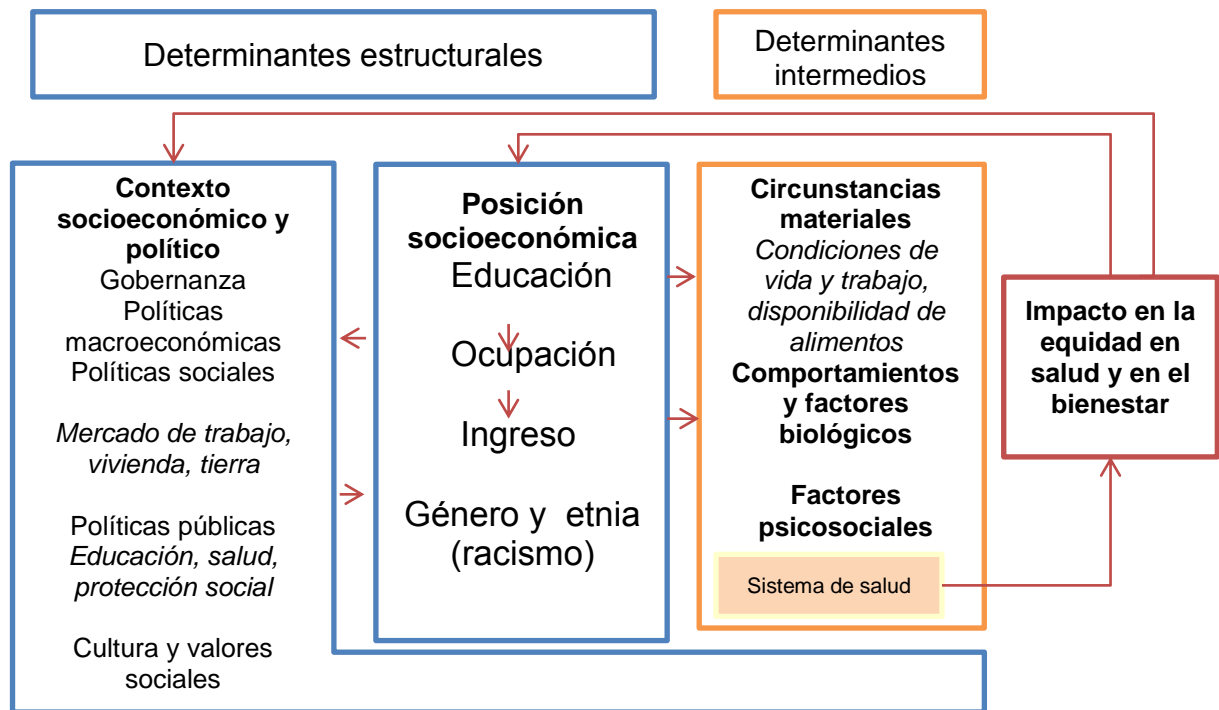 Determinantes estructurales
Determinantes
intermedios
Contexto
socioeconómico y
político
Gobernanza
Políticas
macroeconómicas
Políticas sociales
Mercado de trabajo,
vivienda, tierra
Políticas públicas
Educación, salud,
protección social
Cultura y valores
sociales
Posición
socioeconómica
Educación
Ocupación
Ingreso
Género y etnia
(racismo)
Circunstancias
materiales
Condiciones de
vida y trabajo,
disponibilidad de
alimentos
Comportamientos
y factores
biológicos
Factores
psicosociales
Sistema de salud
Impacto en la
equidad en
salud y en el
bienestar